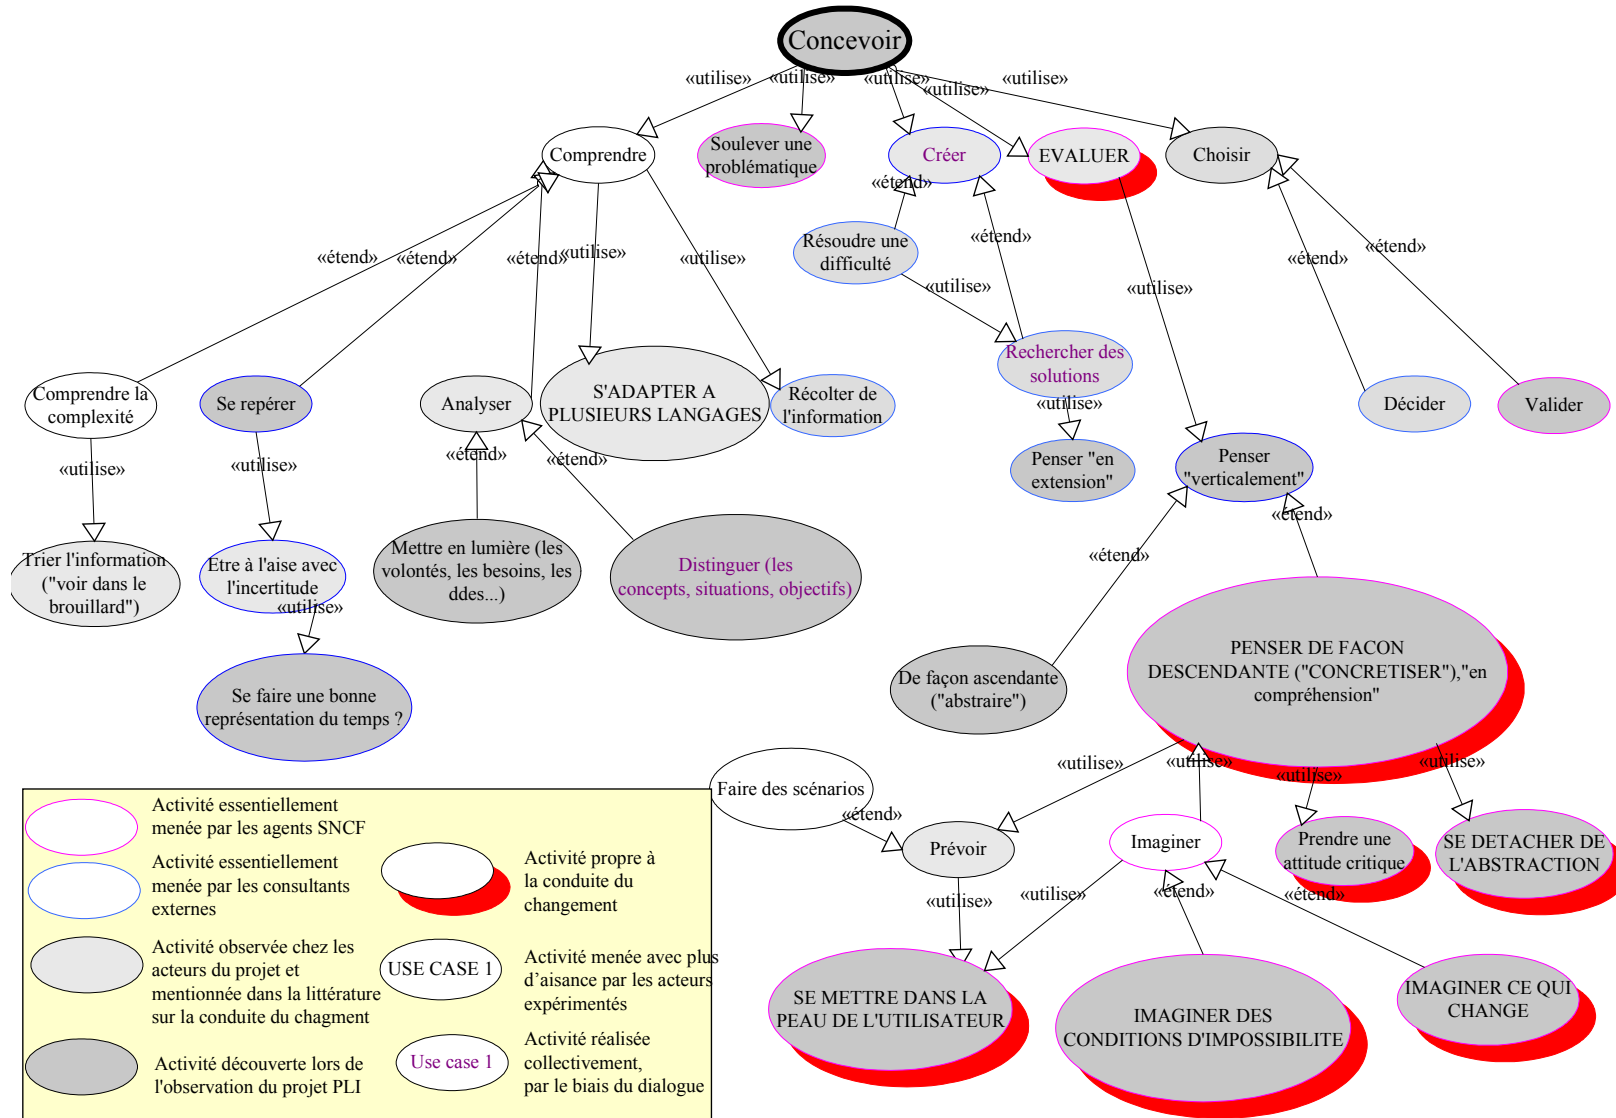 Concevoir
«utilise»
«utilise»
«utilise»
«utilise»
«utilise»
Comprendre
Soulever une
problématique
Créer
EVALUER
Choisir
«étend»
«étend»
«étend»
«étend»
«utilise»
«utilise»
Résoudre une
difficulté
«étend»
«utilise»
«utilise»
«étend»
«étend»
Comprendre la
complexité
Se repérer
Analyser
S'ADAPTER A
PLUSIEURS LANGAGES
Récolter de
l'information
Rechercher des
solutions
«utilise»
Décider
Valider
«utilise»
«utilise»
«étend»
«étend»
Penser "en
extension"
Penser
"verticalement"
«étend»
«étend»
Trier l'information
("voir dans le
brouillard")
Etre à l'aise avec
l'incertitude
«utilise»
Mettre en lumière (les
volontés, les besoins, les
ddes...)
Distinguer (les
concepts, situations, objectifs)
Se faire une bonne
représentation du temps ?
De façon ascendante
("abstraire")
PENSER DE FACON
DESCENDANTE ("CONCRETISER"),"en
compréhension"
«utilise»
«utilise»
«utilise»
«utilise»
Faire des scénarios
«étend»
Prévoir
Imaginer
Prendre une
attitude critique
SE DETACHER DE
L'ABSTRACTION
«utilise»
«utilise»
«étend»
«étend»
SE METTRE DANS LA
PEAU DE L'UTILISATEUR
IMAGINER DES
CONDITIONS D'IMPOSSIBILITE
IMAGINER CE QUI
CHANGE
Activité essentiellement
menée par les agents SNCF
Activité essentiellement
menée par les consultants
externes
Activité observée chez les
acteurs du projet et
mentionnée dans la littérature
sur la conduite du chagment
Activité découverte lors de
l'observation du projet PLI
Activité propre à
la conduite du
changement
USE CASE 1
Activité menée avec plus
d’aisance par les acteurs
expérimentés
Use case 1
Activité réalisée
collectivement,
par le biais du dialogue